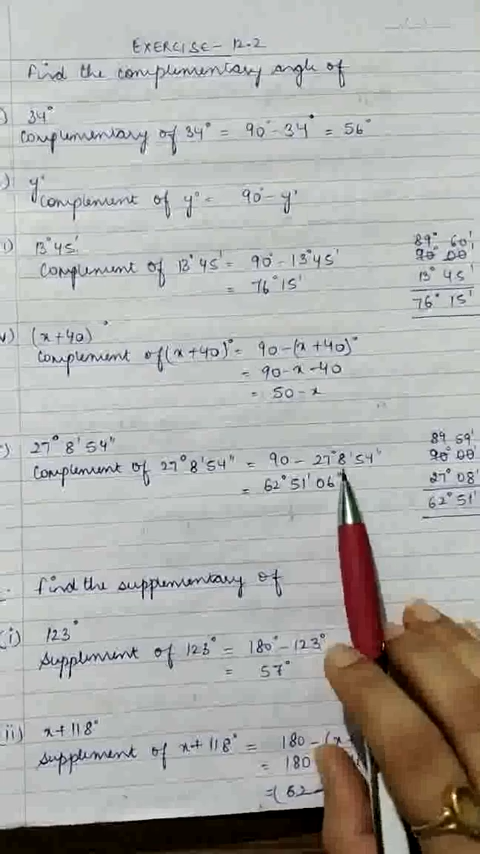 EXERCISE - 12.2
Find the complementary angle of
) 34°
Complementary of 34° = 90° - 34° = 56°
) y°
Complement of y° = 90° - y°
i) 13° 45'
Complement of 13° 45' = 90° - 13° 45'
= 76° 15'
89° 60'
90° 00'
13° 45'
76° 15'
v) (x+40)°
Complement of (x+40)° = 90 - (x+40)°
= 90 - x - 40
= 50 - x
) 27° 8' 54"
Complement of 27° 8' 54" = 90 - 27° 8' 54"
= 62° 51' 06"
89 59'
90° 00'
27° 08'
62° 51'
Find the supplementary of
(i) 123°
Supplement of 123° = 180° - 123°
= 57°
(ii) x + 118°
Supplement of x + 118° = 180 - (x
= 180
= (62 -